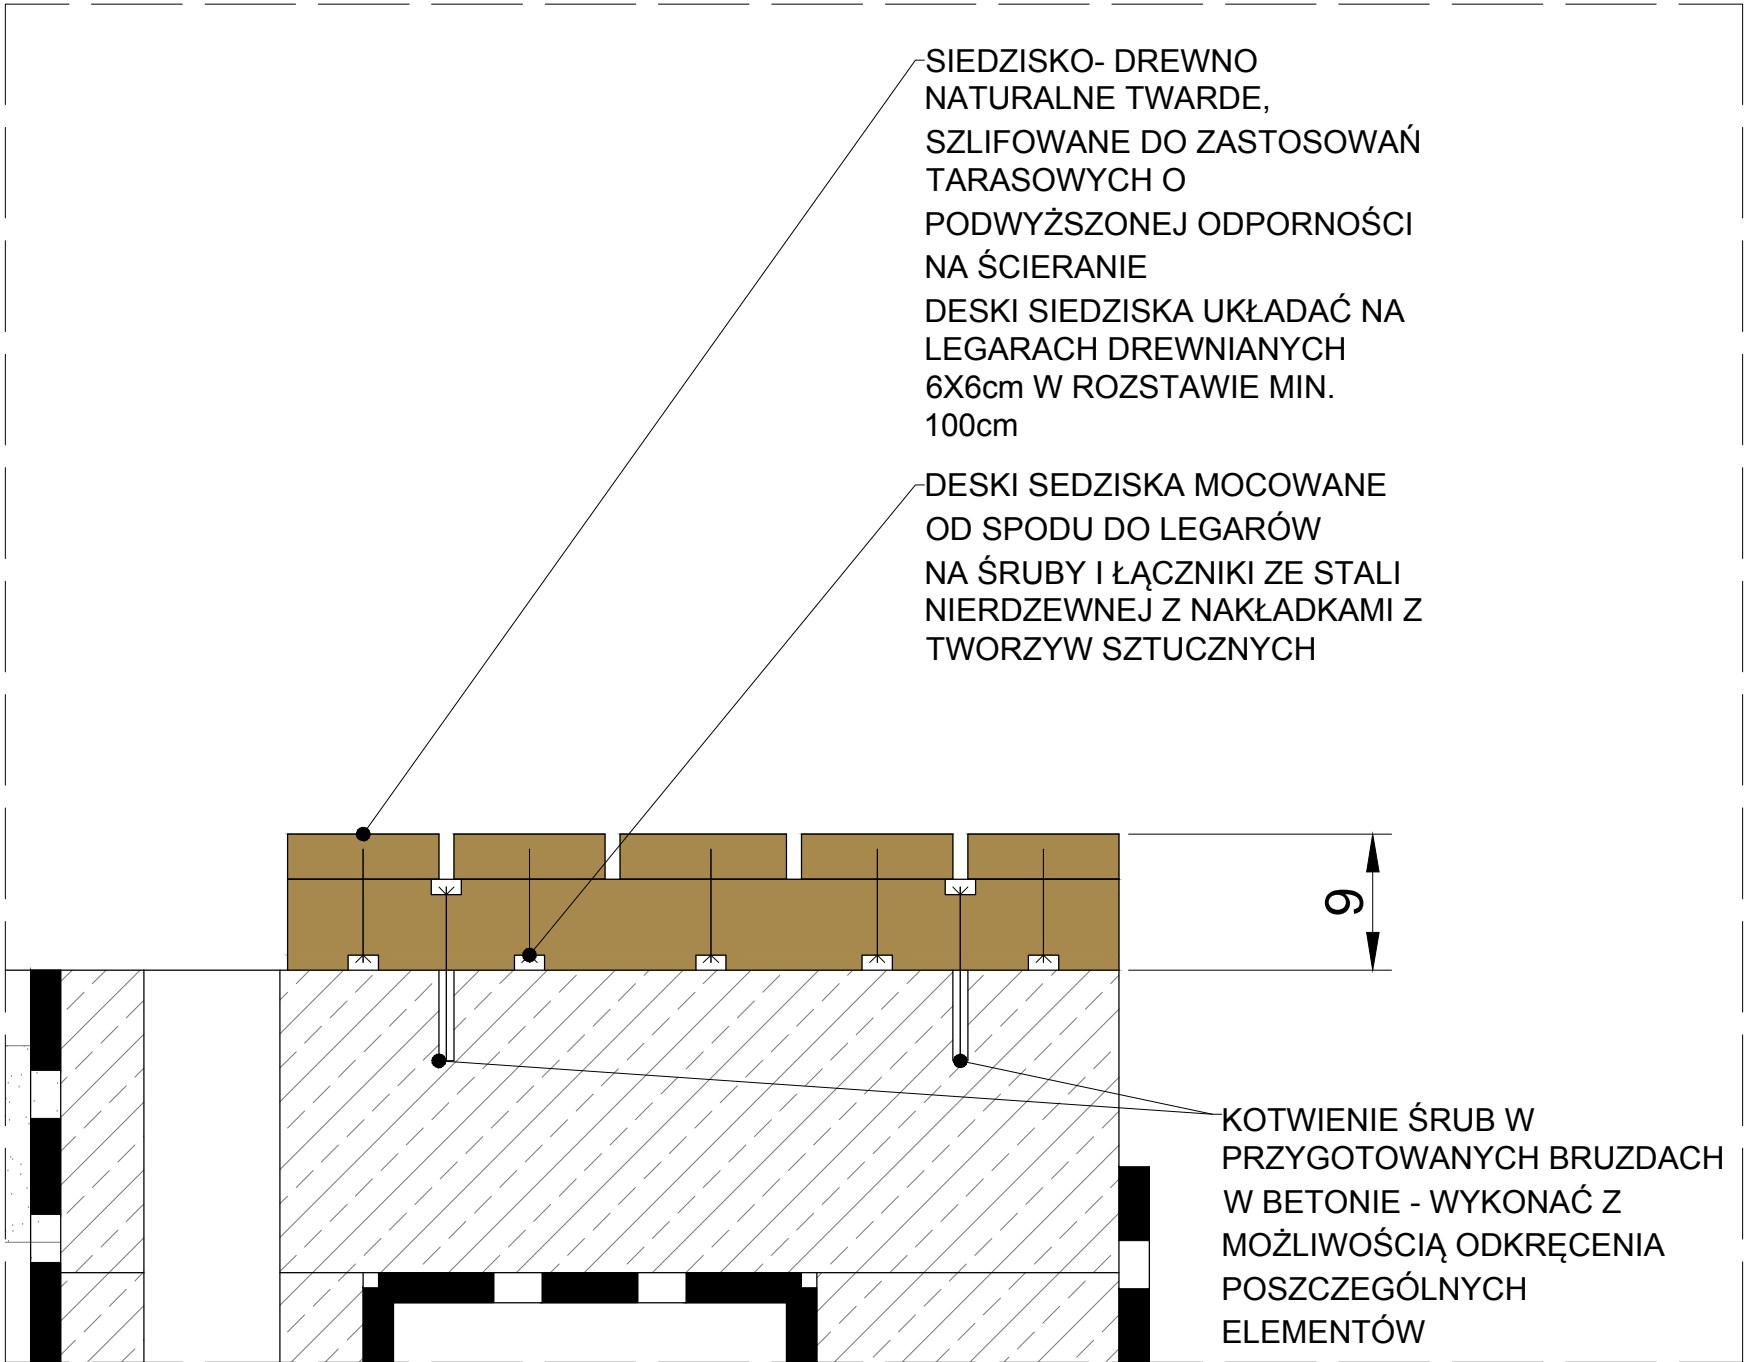 SIEDZISKO- DREWNO
NATURALNE TWARDE,
SZLIFOWANE DO ZASTOSOWAŃ
TARASOWYCH O
PODWYŻSZONEJ ODPORNOŚCI
NA ŚCIERANIE
DESKI SIEDZISKA UKŁADAĆ NA
LEGARACH DREWNIANYCH
6X6cm W ROZSTAWIE MIN.
100cm
DESKI SEDZISKA MOCOWANE
OD SPODU DO LEGARÓW
NA ŚRUBY I ŁĄCZNIKI ZE STALI
NIERDZEWNEJ Z NAKŁADKAMI Z
TWORZYW SZTUCZNYCH
9
KOTWIENIE ŚRUB W
PRZYGOTOWANYCH BRUZDACH
W BETONIE - WYKONAĆ Z
MOŻLIWOŚCIĄ ODKRĘCENIA
POSZCZEGÓLNYCH
ELEMENTÓW